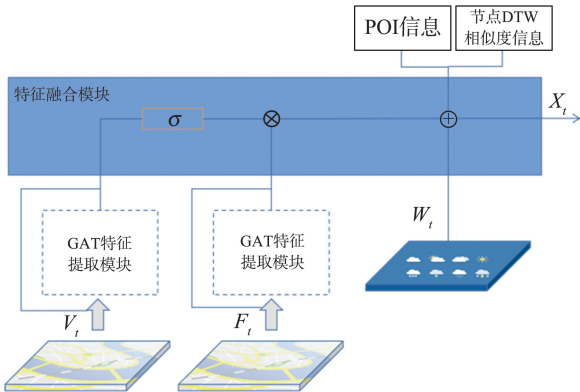 POI信息
节点DTW
相似度信息
特征融合模块
σ
X_t
W_t
GAT特征
提取模块
GAT特征
提取模块
V_t
F_t